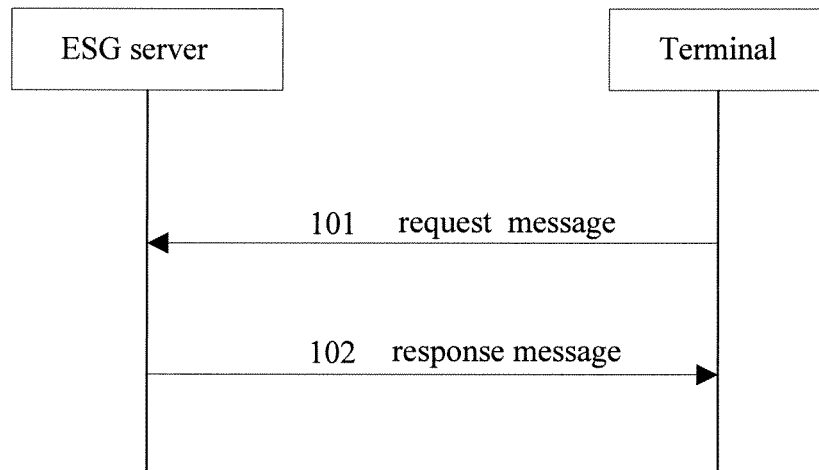 ESG server
Terminal
101 request message
102 response message